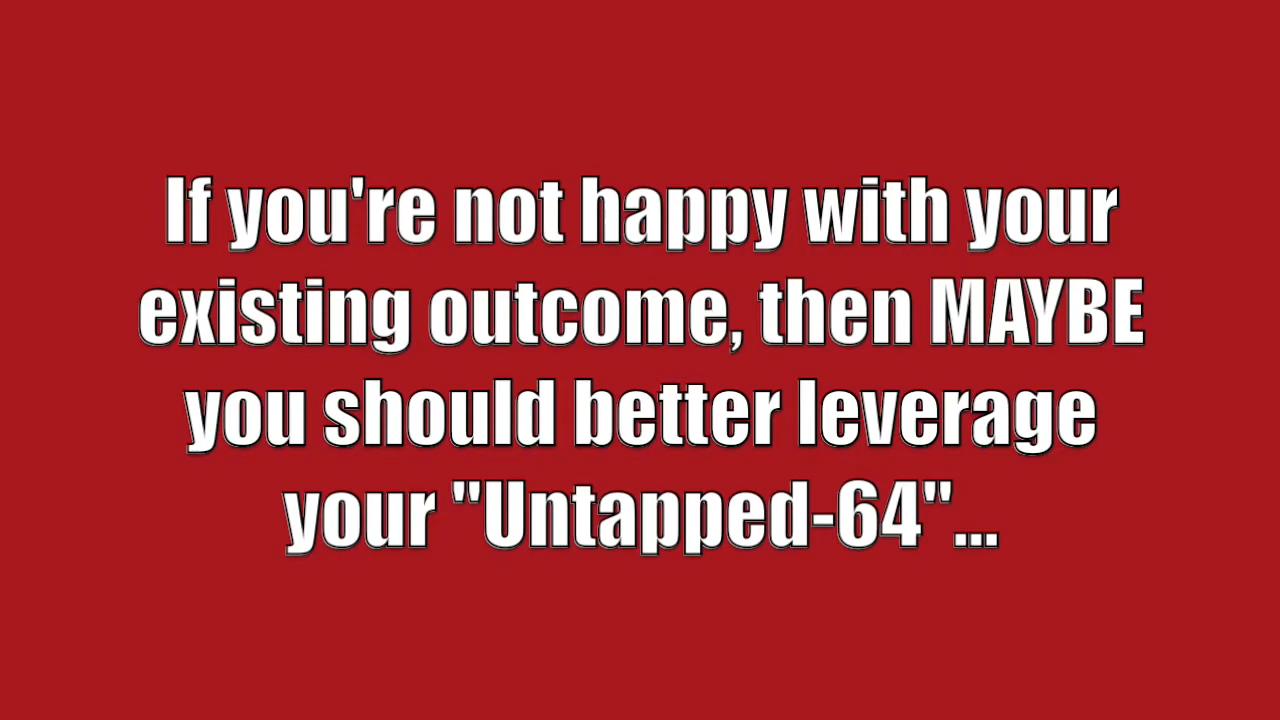 If you're not happy with your
existing outcome, then MAYBE
you should better leverage
your "Untapped-64"...